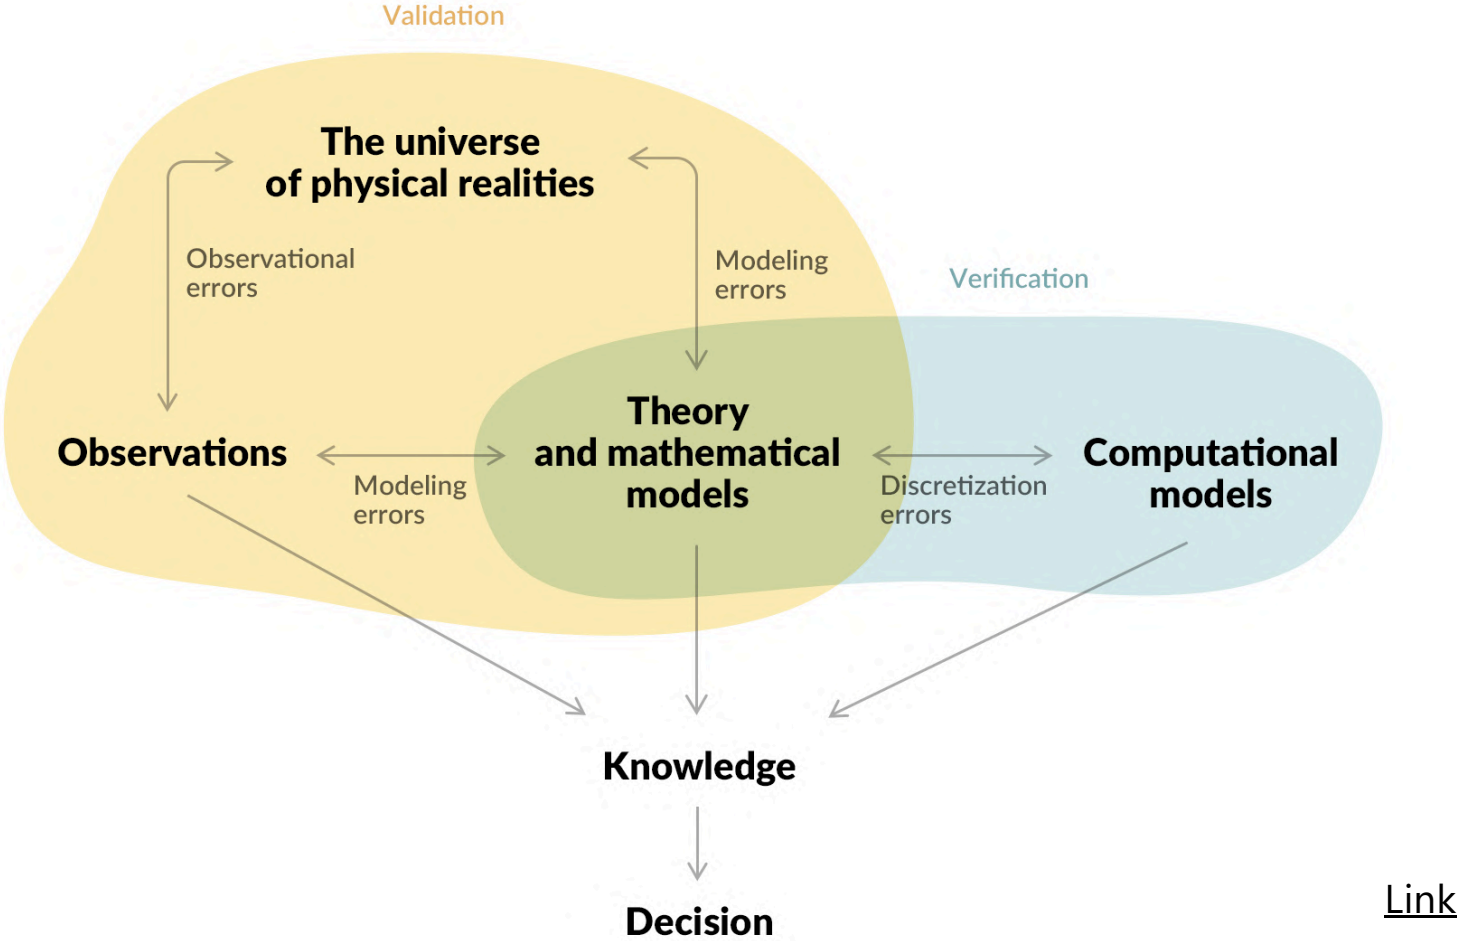 Validation
The universe
of physical realities
Observational
errors
Modeling
errors
Verification
Observations
Modeling
errors
Theory
and mathematical
models
Discretization
errors
Computational
models
Knowledge
Decision
Link